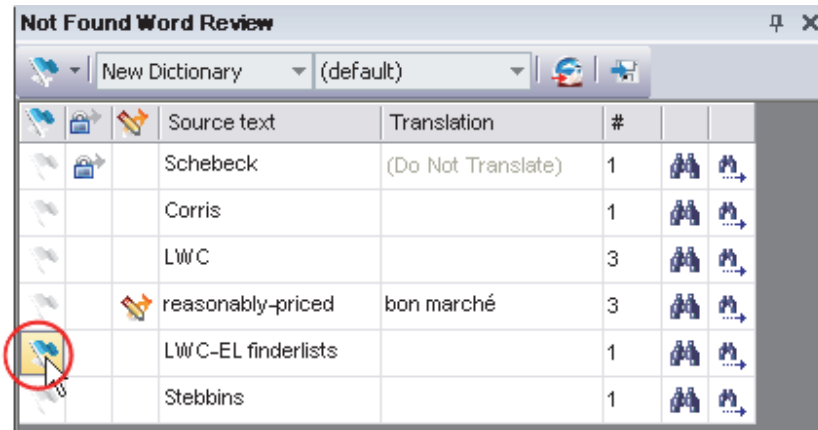 Not Found Word Review
New Dictionary (default)
Source text Translation #
Schebeck (Do Not Translate) 1
Corris 1
LWC 3
reasonably-priced bon marché 3
LWC-EL finderlists 1
Stebbins 1